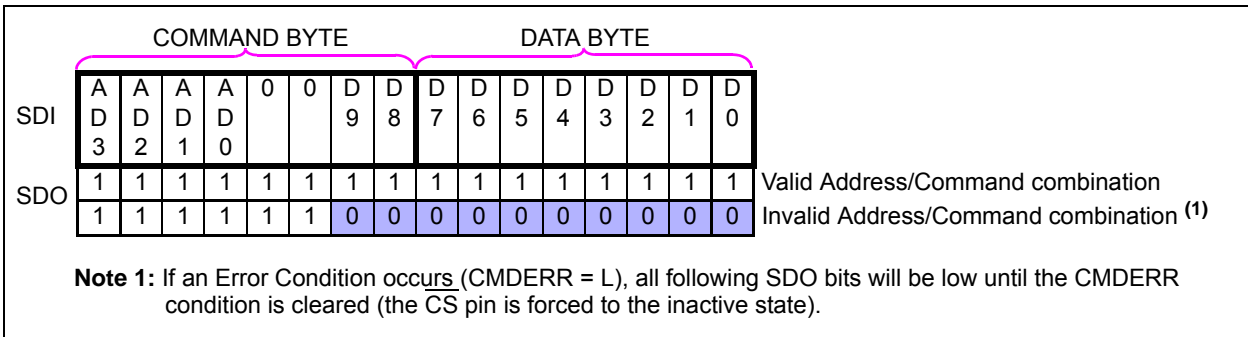 COMMAND BYTE DATA BYTE
SDI A D 3 A D 2 A D 1 A D 0 0 0 D 9 D 8 D 7 D 6 D 5 D 4 D 3 D 2 D 1 D 0
SDO 1 1 1 1 1 1 1 1 1 1 1 1 1 1 1 1 Valid Address/Command combination
1 1 1 1 1 1 0 0 0 0 0 0 0 0 0 0 Invalid Address/Command combination (1)
Note 1: If an Error Condition occurs (CMDERR = L), all following SDO bits will be low until the CMDERR
condition is cleared (the C̅S̅ pin is forced to the inactive state).